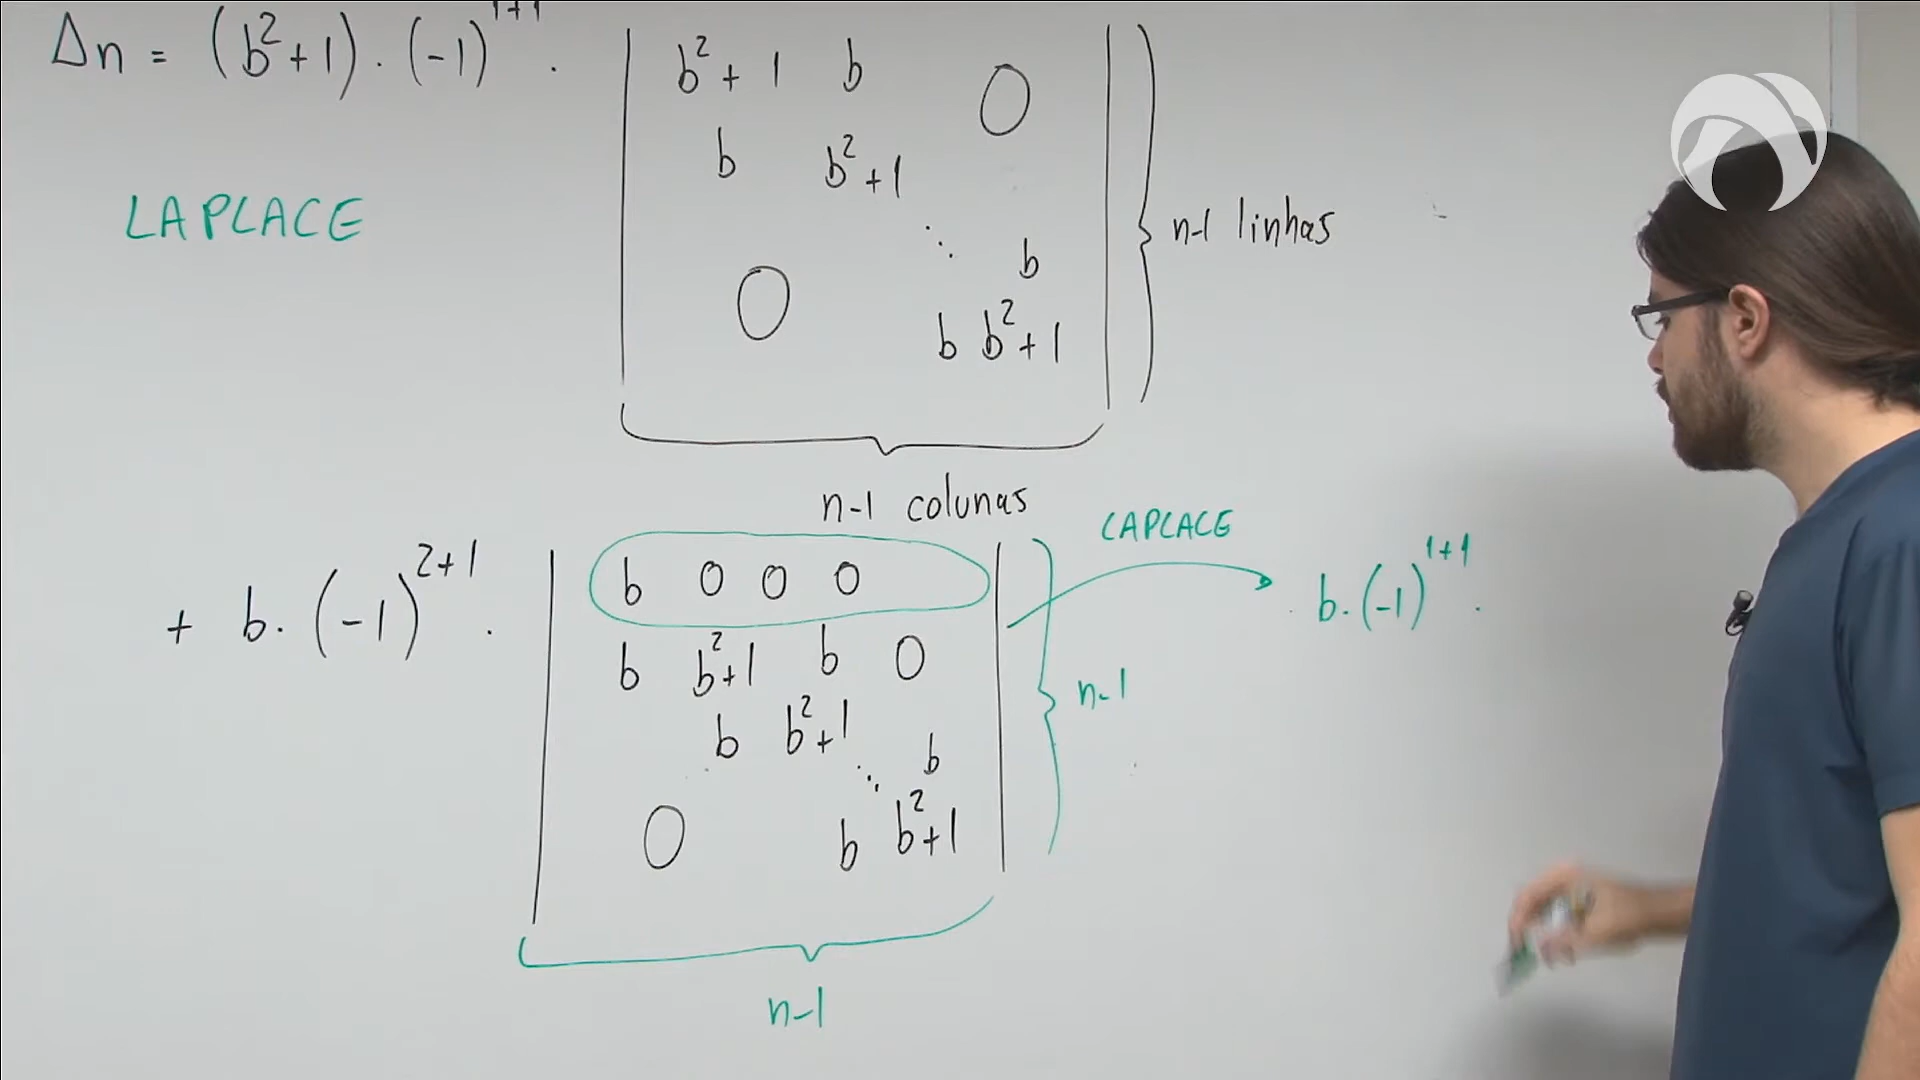 Δn = (b²+1) · (-1)¹⁺¹ ·
b²+1 b 0
b b²+1
⋱ b
0 b b²+1
n-1 linhas
n-1 colunas
LAPLACE
+ b · (-1)²⁺¹ ·
b 0 0 0
b b²+1 b 0
b b²+1
⋱ b
0 b b²+1
n-1
n-1
LAPLACE
b · (-1)¹⁺¹ ·